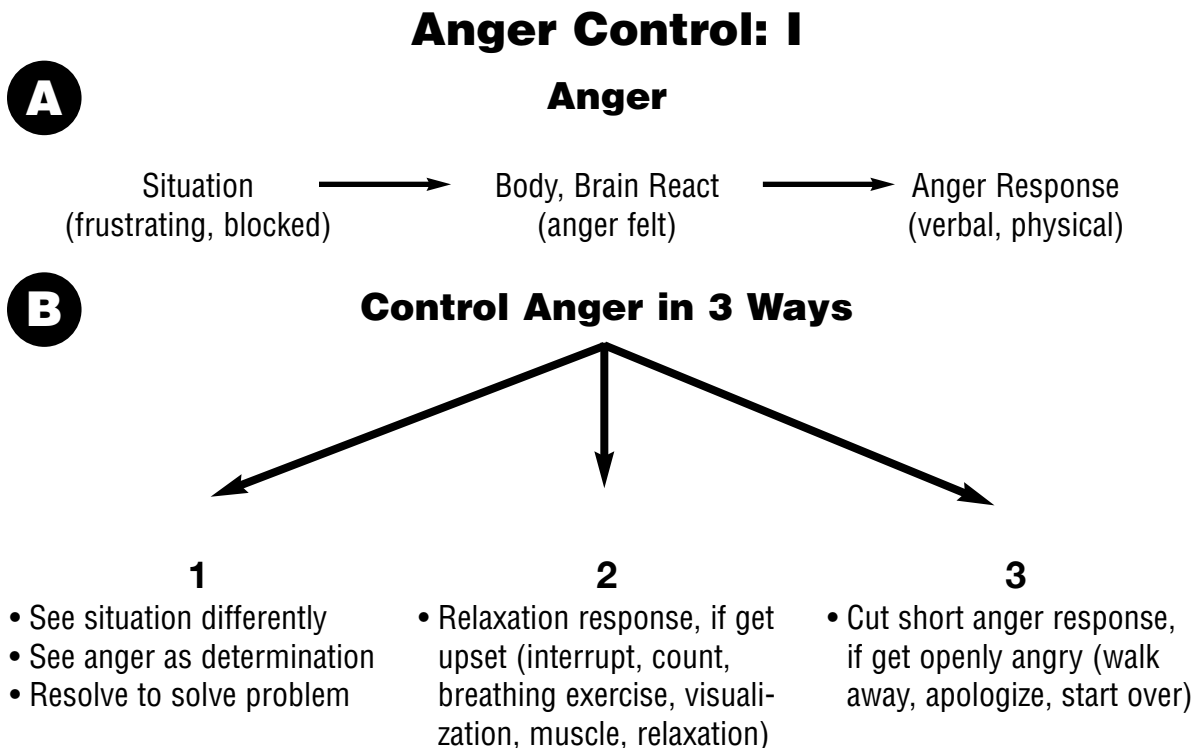 Anger Control: I
A
Anger
Situation
(frustrating, blocked)
Body, Brain React
(anger felt)
Anger Response
(verbal, physical)
B
Control Anger in 3 Ways
1
• See situation differently
• See anger as determination
• Resolve to solve problem
2
• Relaxation response, if get
upset (interrupt, count,
breathing exercise, visuali-
zation, muscle, relaxation)
3
• Cut short anger response,
if get openly angry (walk
away, apologize, start over)